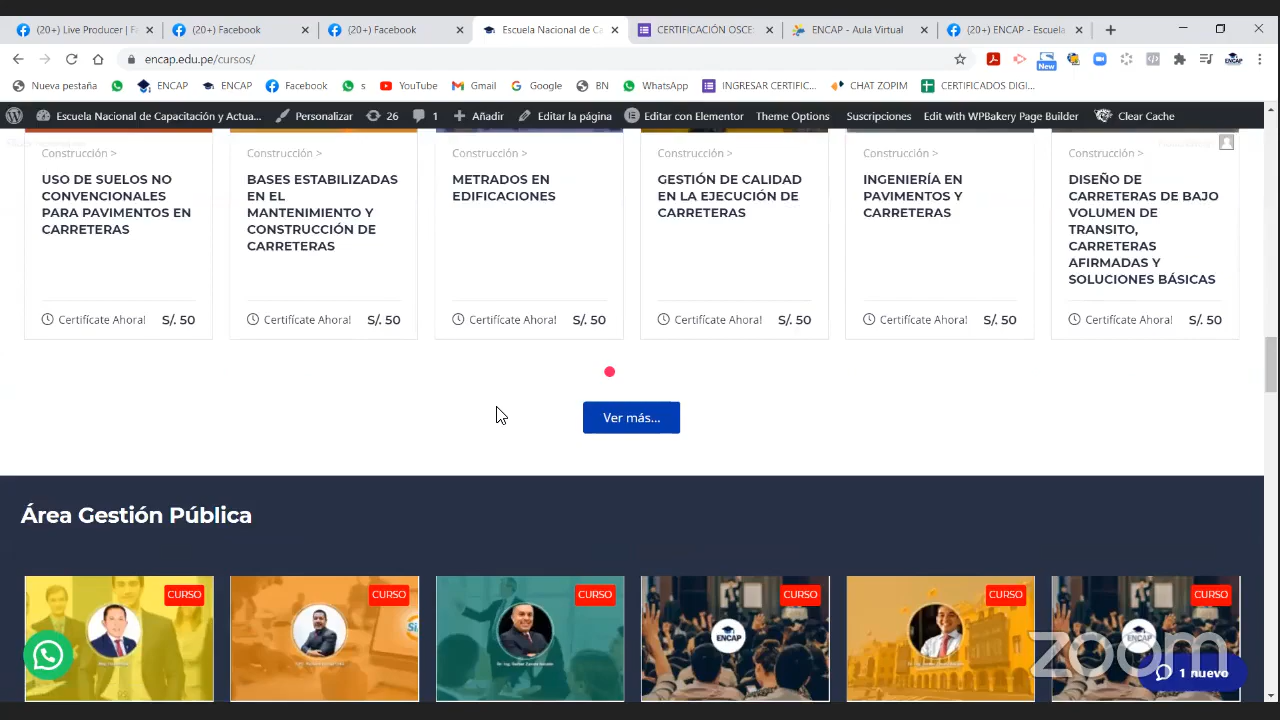 (20+) Live Producer | F
(20+) Facebook
(20+) Facebook
Escuela Nacional de C
CERTIFICACIÓN OSCE
ENCAP - Aula Virtual
(20+) ENCAP - Escuela
encap.edu.pe/cursos/
New
ENCAP
Nueva pestaña
ENCAP
ENCAP
Facebook
s
YouTube
Gmail
Google
BN
WhatsApp
INGRESAR CERTIFIC...
CHAT ZOPIM
CERTIFICADOS DIGI...
Escuela Nacional de Capacitación y Actua...
Personalizar
26
1
Añadir
Editar la página
Editar con Elementor
Theme Options
Suscripciones
Edit with WPBakery Page Builder
Clear Cache
Construcción >
USO DE SUELOS NO
CONVENCIONALES
PARA PAVIMENTOS EN
CARRETERAS
Certifícate Ahora!
S/. 50
Construcción >
BASES ESTABILIZADAS
EN EL
MANTENIMIENTO Y
CONSTRUCCIÓN DE
CARRETERAS
Certifícate Ahora!
S/. 50
Construcción >
METRADOS EN
EDIFICACIONES
Certifícate Ahora!
S/. 50
Construcción >
GESTIÓN DE CALIDAD
EN LA EJECUCIÓN DE
CARRETERAS
Certifícate Ahora!
S/. 50
Construcción >
INGENIERÍA EN
PAVIMENTOS Y
CARRETERAS
Certifícate Ahora!
S/. 50
Construcción >
DISEÑO DE
CARRETERAS DE BAJO
VOLUMEN DE
TRANSITO,
CARRETERAS
AFIRMADAS Y
SOLUCIONES BÁSICAS
Certifícate Ahora!
S/. 50
Ver más...
Área Gestión Pública
CURSO
CURSO
CURSO
CURSO
CURSO
CURSO
ENCAP
ENCAP
zoom
1 nuevo